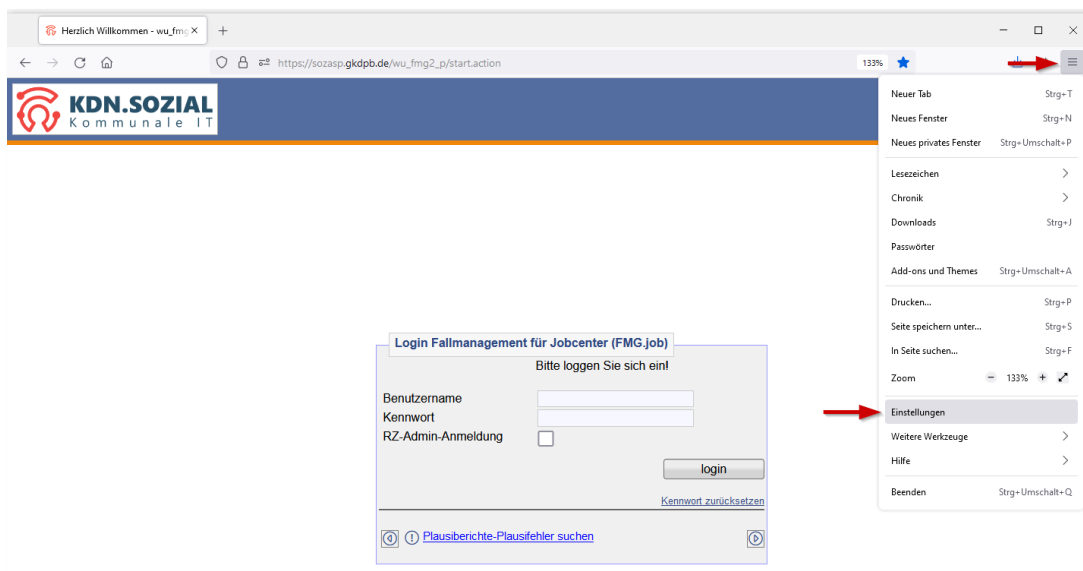 Herzlich Willkommen - wu_fmg
https://sozasp.gkdpb.de/wu_fmg2_p/start.action
133%
KDN.SOZIAL
Kommunale IT
Neuer Tab Strg+T
Neues Fenster Strg+N
Neues privates Fenster Strg+Umschalt+P
Lesezeichen
Chronik
Downloads Strg+J
Passwörter
Add-ons und Themes Strg+Umschalt+A
Drucken... Strg+P
Seite speichern unter... Strg+S
In Seite suchen... Strg+F
Zoom 133%
Einstellungen
Weitere Werkzeuge
Hilfe
Beenden Strg+Umschalt+Q
Login Fallmanagement für Jobcenter (FMG.job)
Bitte loggen Sie sich ein!
Benutzername
Kennwort
RZ-Admin-Anmeldung
login
Kennwort zurücksetzen
Plausiberichte-Plausifehler suchen